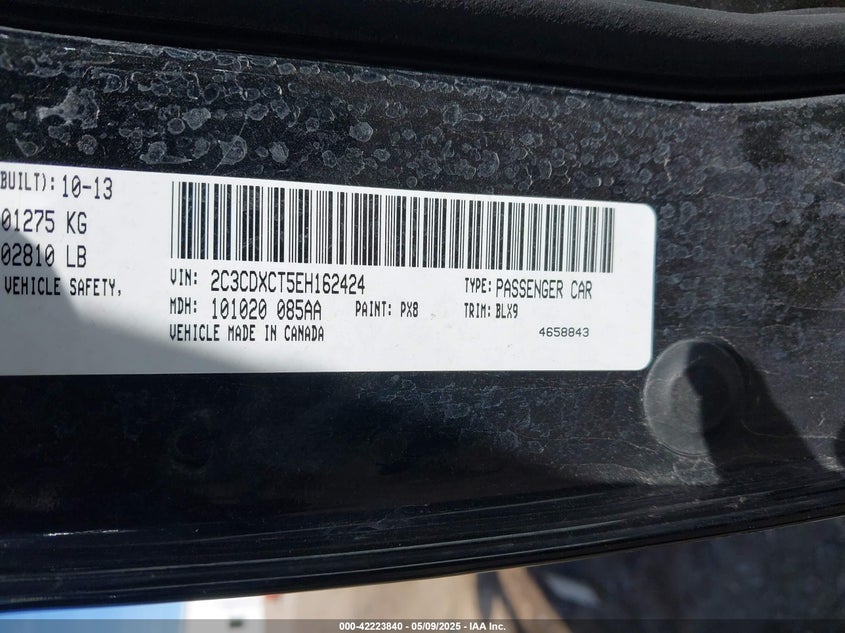 BUILT): 10-13
01275 KG
02810 LB
VEHICLE SAFETY,
VIN: 2C3CDXCT5EH162424 TYPE: PASSENGER CAR
MDH: 101020 085AA PAINT: PX8 TRIM: BLX9
VEHICLE MADE IN CANADA 4658843
000-42223840 — 05/09/2025 — IAA Inc.